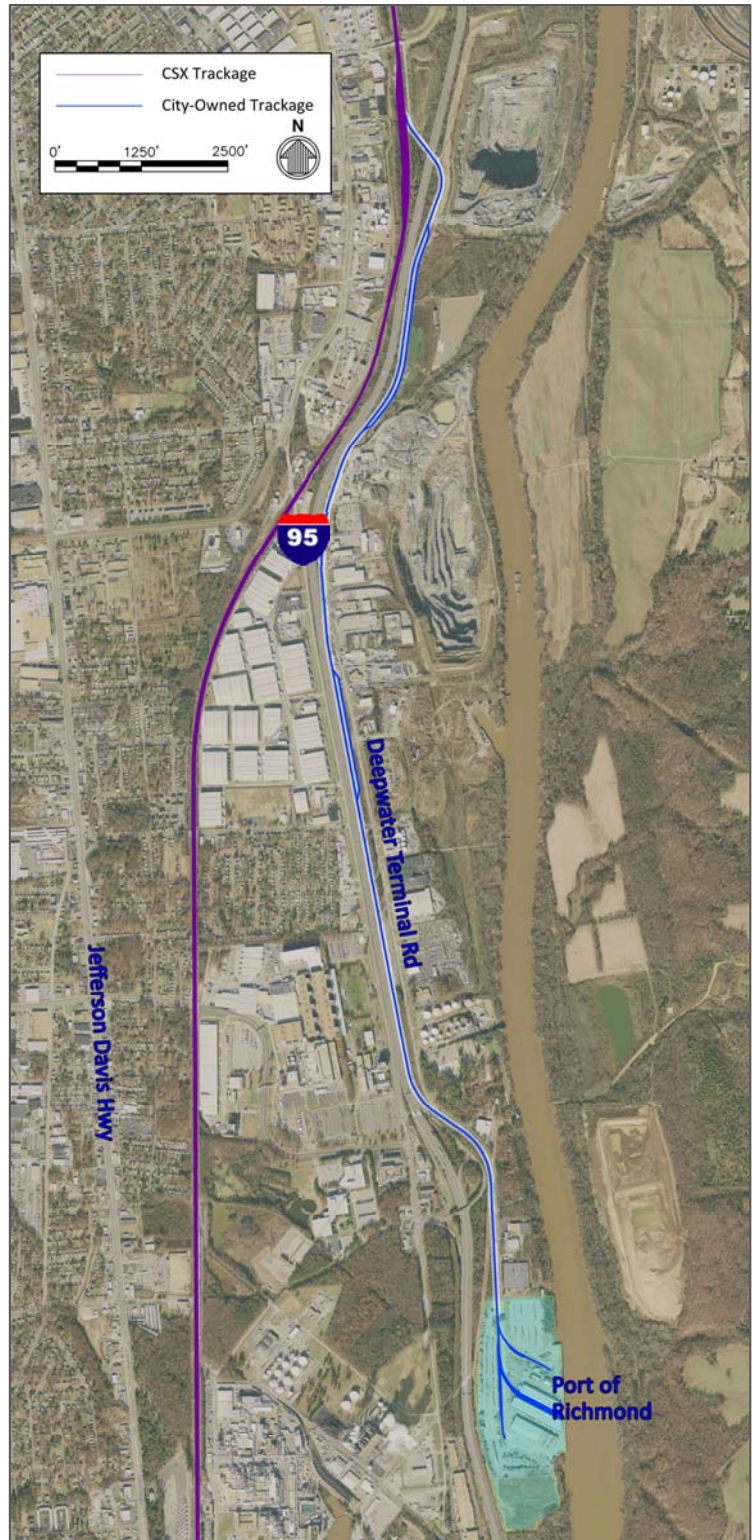 CSX Trackage
City-Owned Trackage
N
0' 1250' 2500'
95
Deepwater Terminal Rd
Jefferson Davis Hwy
Port of
Richmond